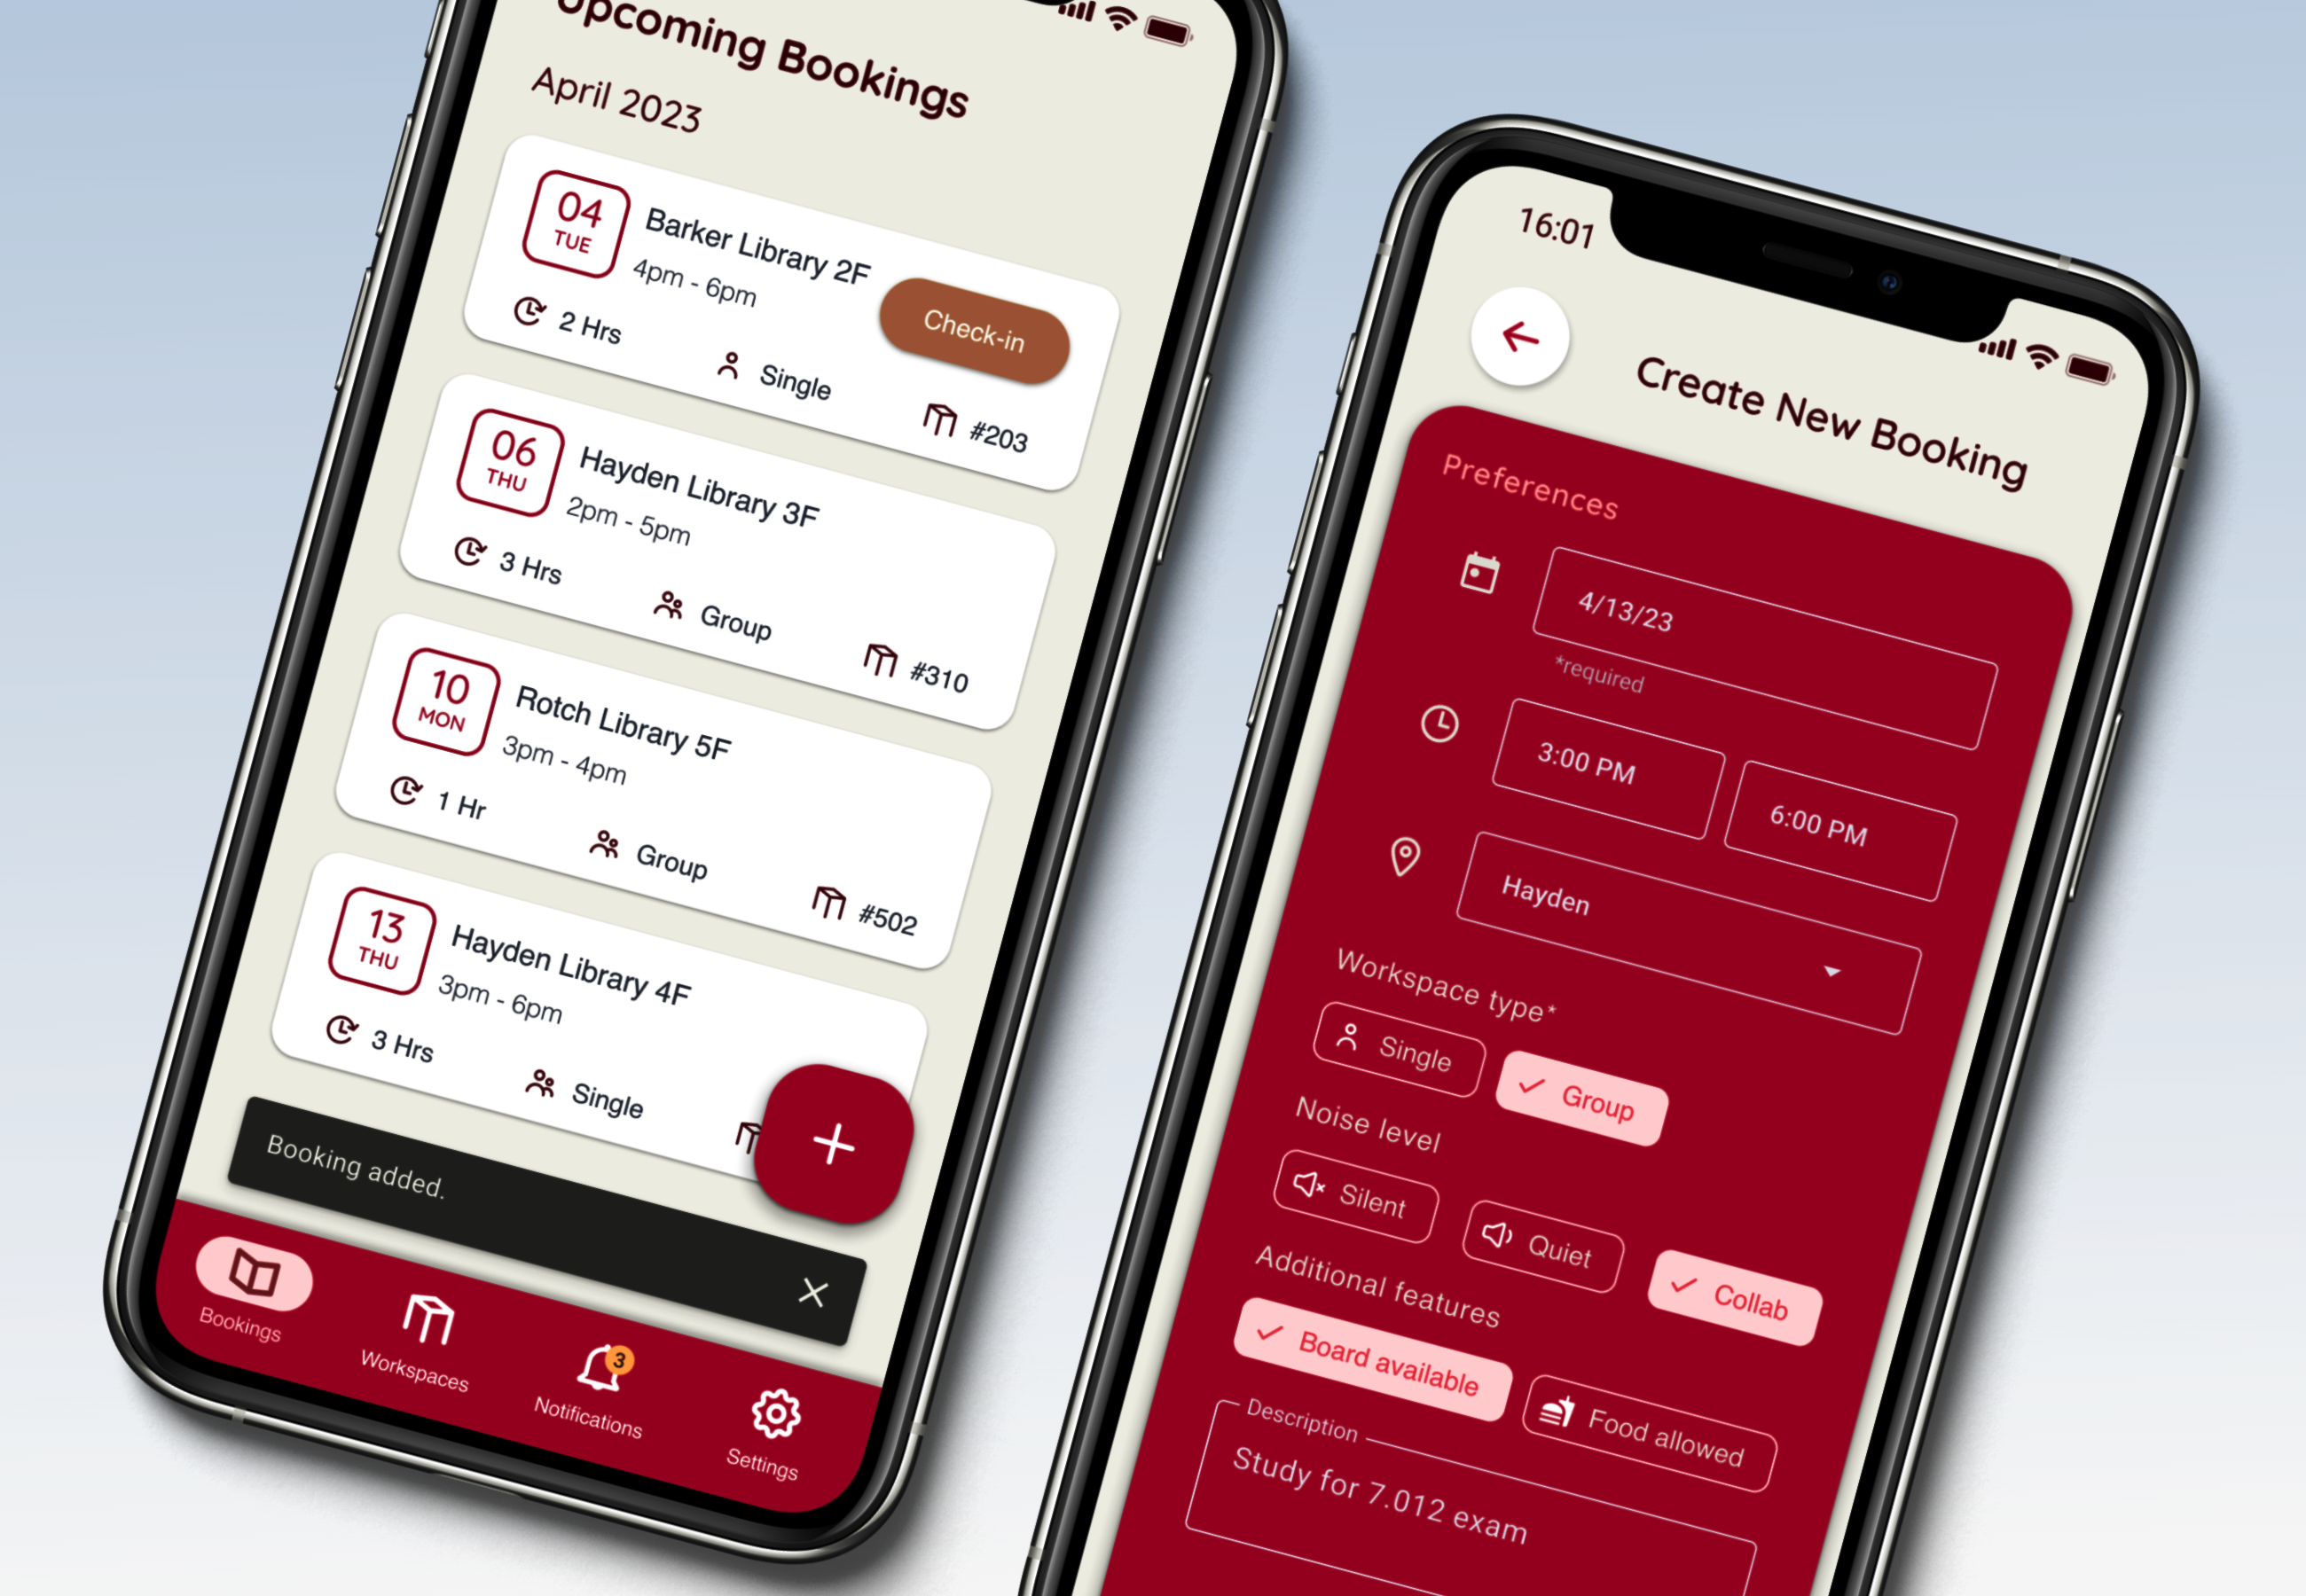 Upcoming Bookings
April 2023
04
TUE
Barker Library 2F
4pm - 6pm
Check-in
2 Hrs
Single
#203
06
THU
Hayden Library 3F
2pm - 5pm
3 Hrs
Group
#310
10
MON
Rotch Library 5F
3pm - 4pm
1 Hr
Group
#502
13
THU
Hayden Library 4F
3pm - 6pm
3 Hrs
Single
Booking added.
Bookings
Workspaces
3
Notifications
Settings
16:01
Create New Booking
Preferences
4/13/23
*required
3:00 PM
6:00 PM
Hayden
Workspace type*
Single
Group
Noise level
Silent
Quiet
Collab
Additional features
Board available
Food allowed
Description
Study for 7.012 exam